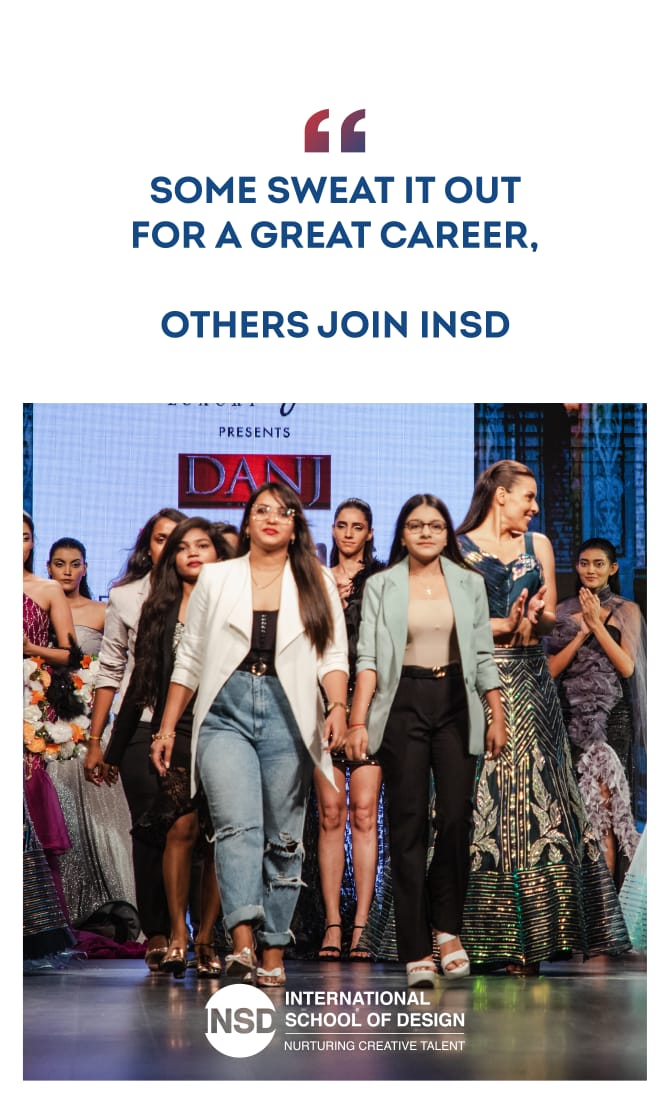 “
SOME SWEAT IT OUT
FOR A GREAT CAREER,
OTHERS JOIN INSD
PRESENTS
DANJ
INSD
INTERNATIONAL
SCHOOL OF DESIGN
NURTURING CREATIVE TALENT